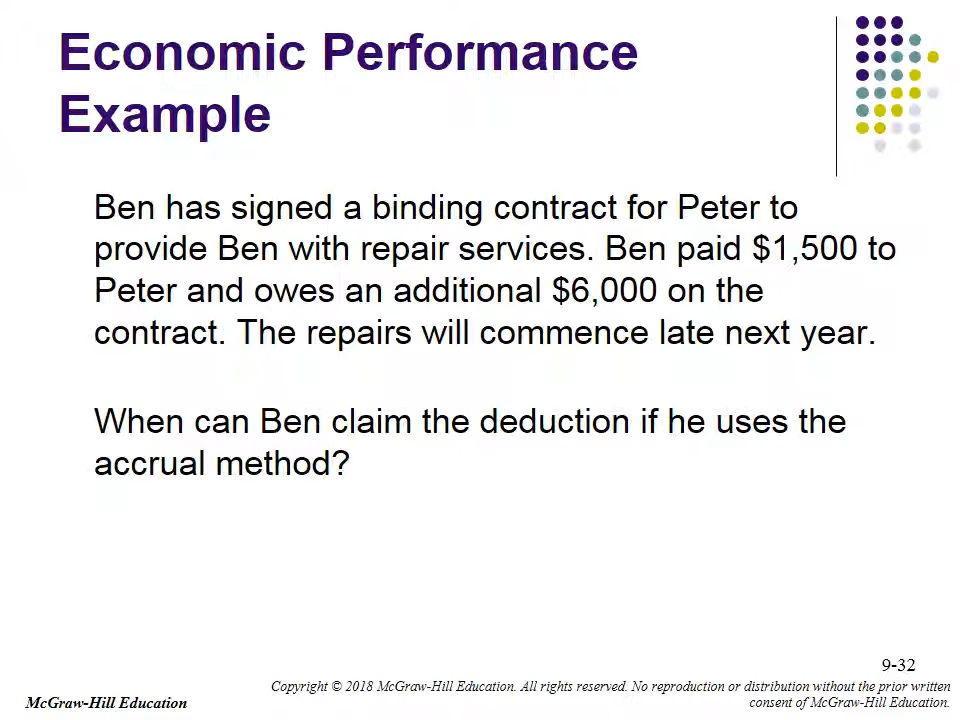 Economic Performance
Example
Ben has signed a binding contract for Peter to
provide Ben with repair services. Ben paid $1,500 to
Peter and owes an additional $6,000 on the
contract. The repairs will commence late next year.
When can Ben claim the deduction if he uses the
accrual method?
9-32
Copyright © 2018 McGraw-Hill Education. All rights reserved. No reproduction or distribution without the prior written
consent of McGraw-Hill Education.
McGraw-Hill Education